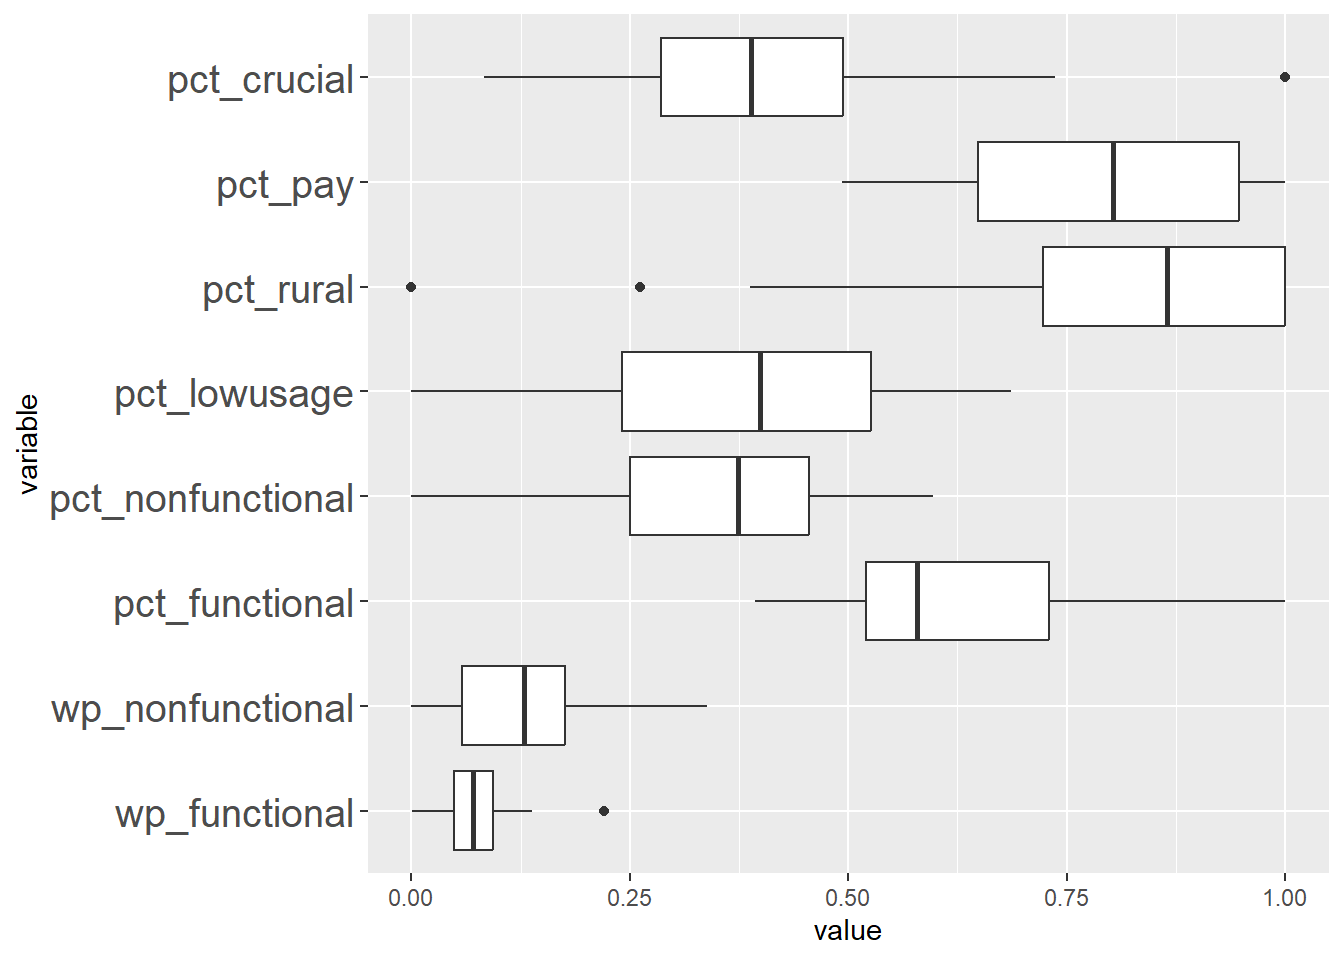 pct_crucial
pct_pay
pct_rural
pct_lowusage
pct_nonfunctional
pct_functional
wp_nonfunctional
wp_functional
variable
0.00 0.25 0.50 0.75 1.00
value